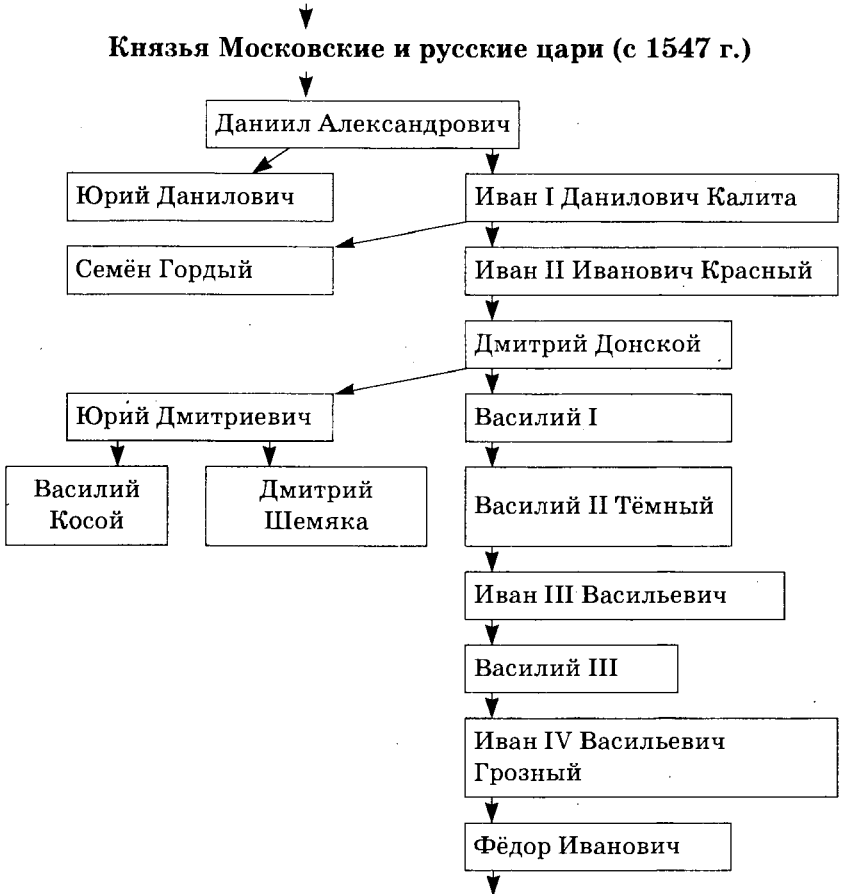 Князья Московские и русские цари (с 1547 г.)
Даниил Александрович
Юрий Данилович
Иван I Данилович Калита
Семён Гордый
Иван II Иванович Красный
Дмитрий Донской
Юрий Дмитриевич
Василий I
Василий
Косой
Дмитрий
Шемяка
Василий II Тёмный
Иван III Васильевич
Василий III
Иван IV Васильевич
Грозный
Фёдор Иванович